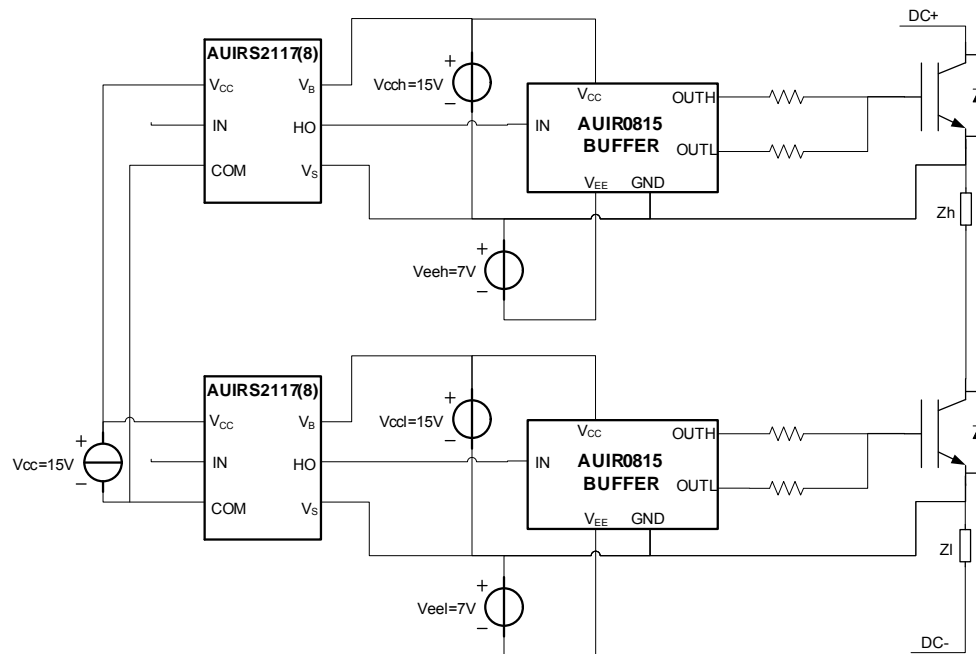 DC+
AUIRS2117(8)
VCC
VB
IN
HO
COM
VS
Vcch=15V
+
–
VCC
OUTH
IN
AUIR0815
BUFFER
OUTL
VEE
GND
Zh
+
Veeh=7V
–
AUIRS2117(8)
VCC
VB
IN
HO
COM
VS
+
Vcc=15V
–
+
Vccl=15V
–
VCC
OUTH
IN
AUIR0815
BUFFER
OUTL
VEE
GND
Zl
+
Veel=7V
–
DC-